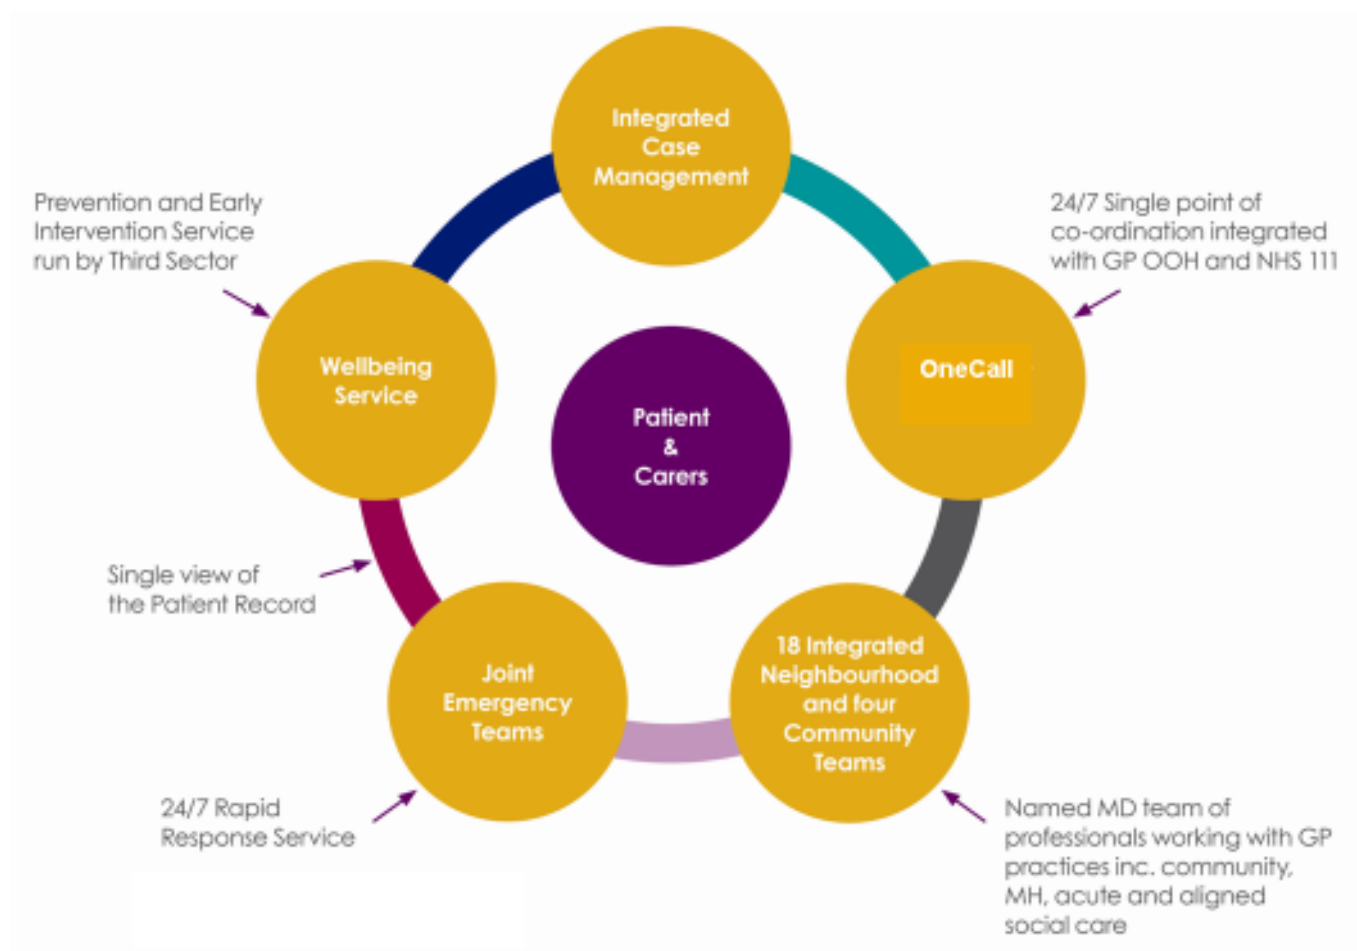 Integrated
Case
Management
Prevention and Early
Intervention Service
run by Third Sector
24/7 Single point of
co-ordination integrated
with GP OOH and NHS 111
Wellbeing
Service
OneCall
Patient
&
Carers
Single view of
the Patient Record
Joint
Emergency
Teams
18 Integrated
Neighbourhood
and four
Community
Teams
24/7 Rapid
Response Service
Named MD team of
professionals working with GP
practices inc. community,
MH, acute and aligned
social care